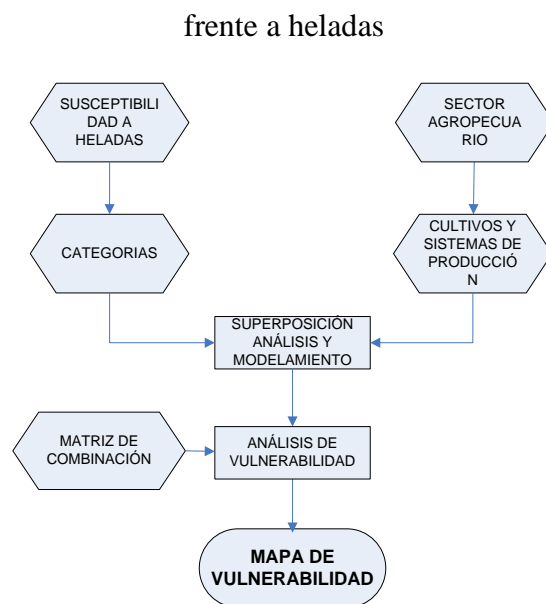 frente a heladas
SUSCEPTIBILI
DAD A
HELADAS
SECTOR
AGROPECUA
RIO
CATEGORIAS
CULTIVOS Y
SISTEMAS DE
PRODUCCIÓ
N
SUPERPOSICIÓN
ANÁLISIS Y
MODELAMIENTO
MATRIZ DE
COMBINACIÓN
ANÁLISIS DE
VULNERABILIDAD
MAPA DE
VULNERABILIDAD